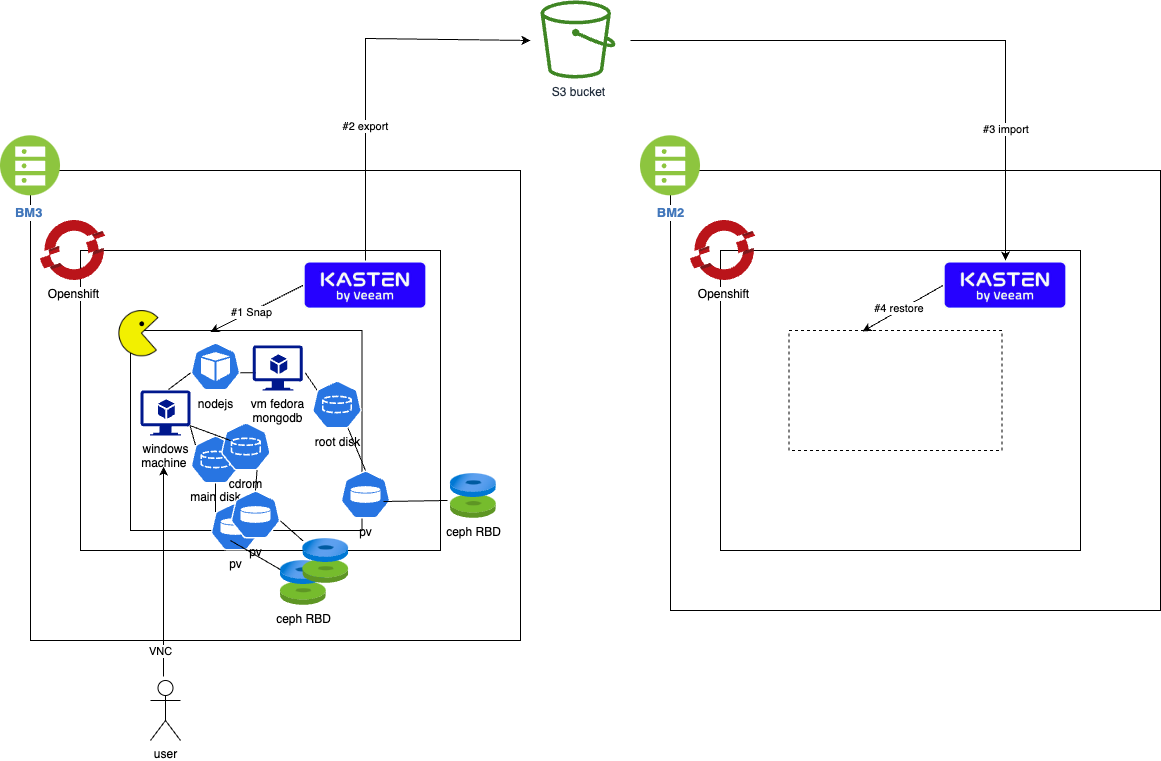 S3 bucket
#2 export
#3 import
BM3
BM2
Openshift
KASTEN
by Veeam
#1 Snap
nodejs
vm fedora
mongodb
windows
machine
root disk
cdrom
main disk
pv
pv
pv
ceph RBD
ceph RBD
VNC
user
Openshift
KASTEN
by Veeam
#4 restore